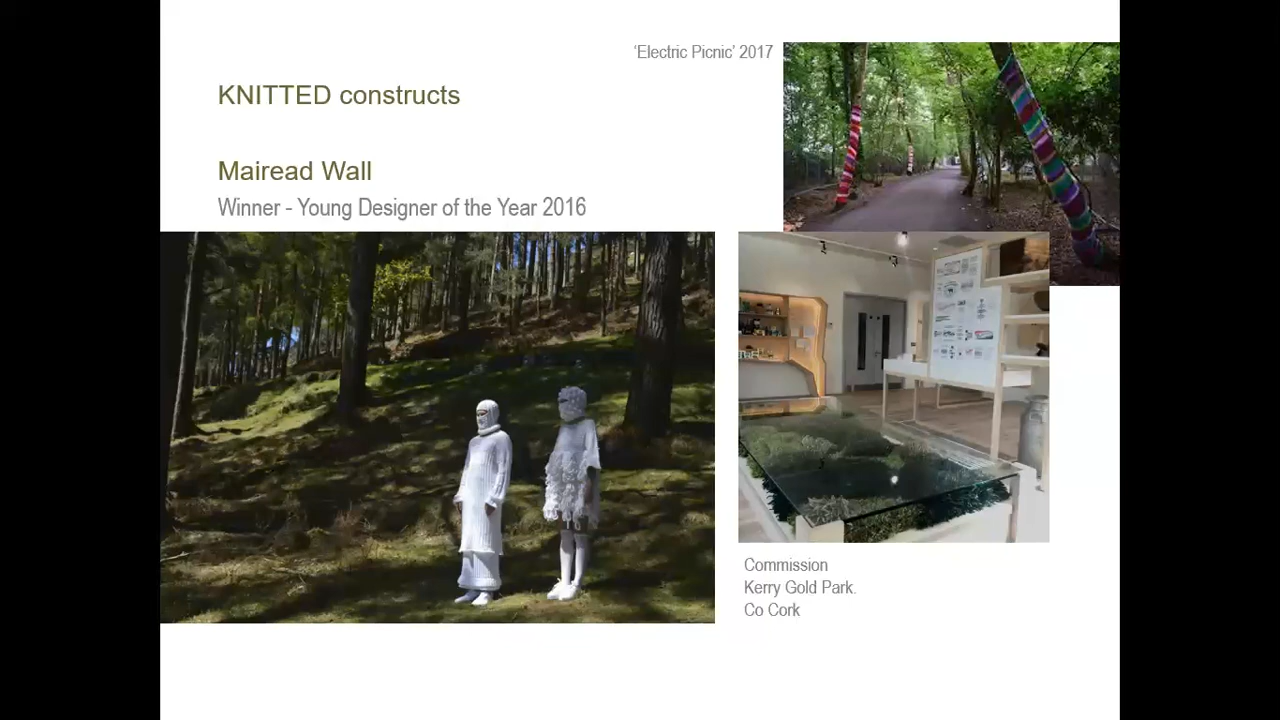 'Electric Picnic' 2017
KNITTED constructs
Mairead Wall
Winner - Young Designer of the Year 2016
Commission
Kerry Gold Park.
Co Cork